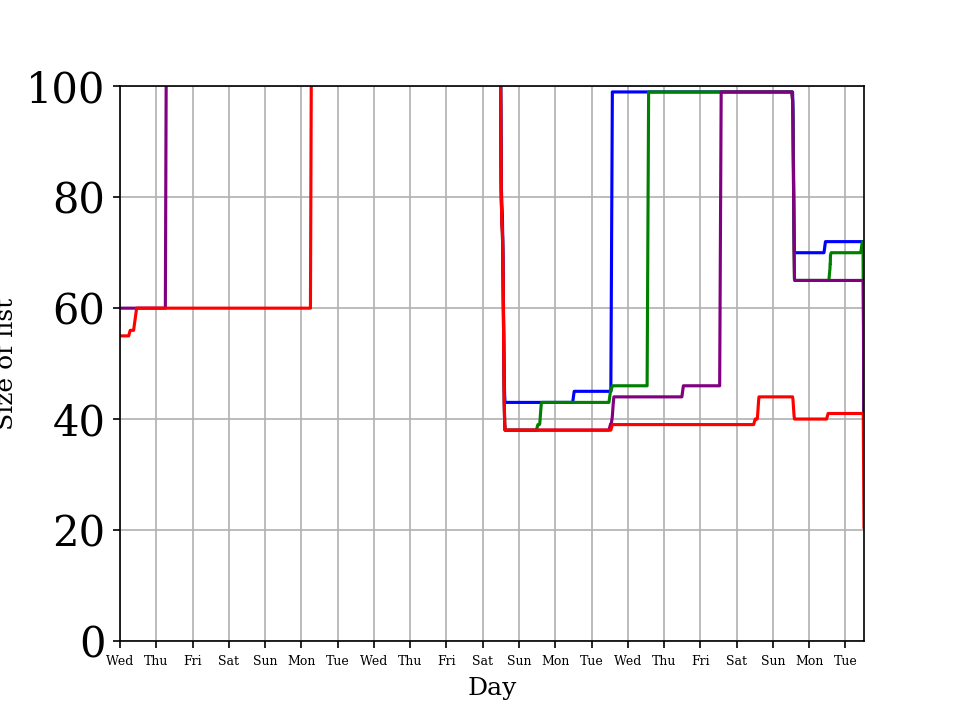 100
80
60
40
20
0
Size of list
Wed Thu Fri Sat Sun Mon Tue Wed Thu Fri Sat Sun Mon Tue Wed Thu Fri Sat Sun Mon Tue
Day